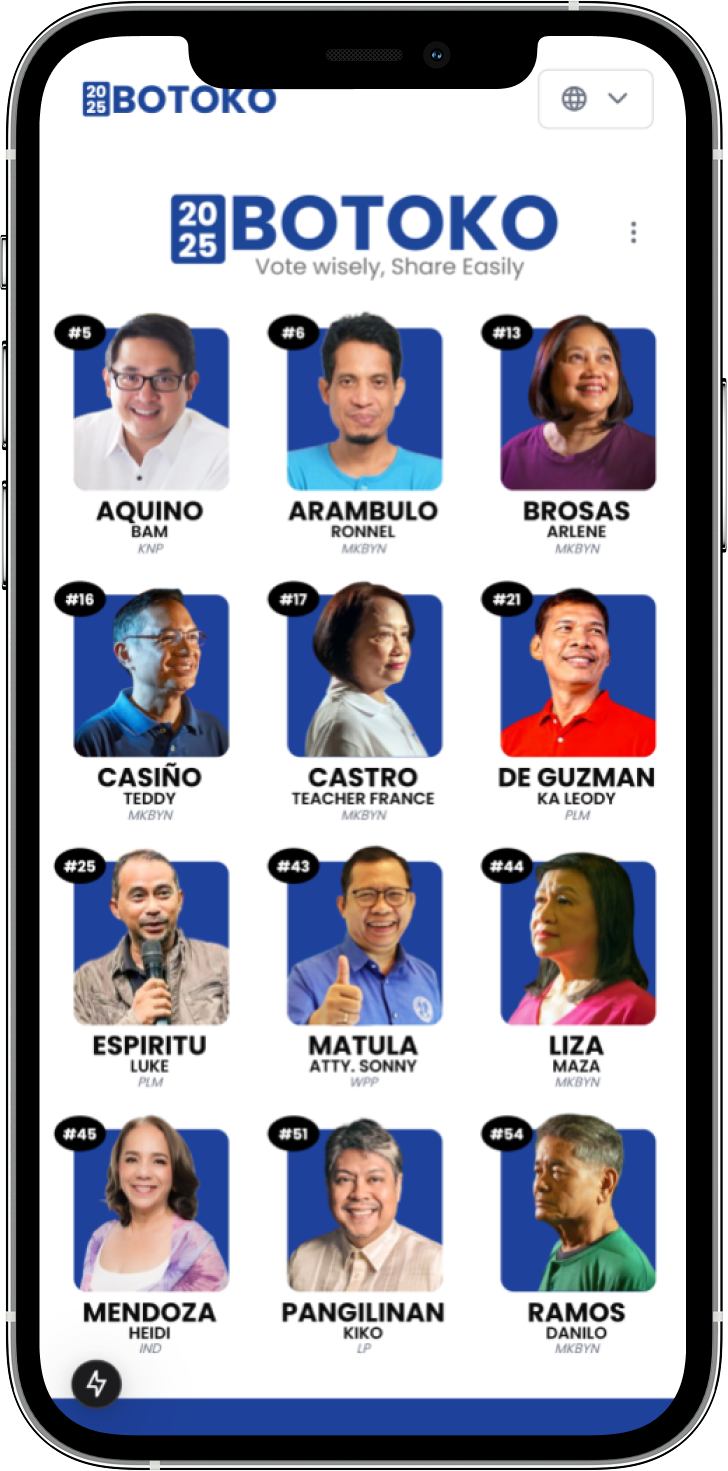 2025 BOTOKO
2025 BOTOKO
Vote wisely, Share Easily
#5 #6 #13
AQUINO ARAMBULO BROSAS
BAM RONNEL ARLENE
KNP MKBYN MKBYN
#16 #17 #21
CASIÑO CASTRO DE GUZMAN
TEDDY TEACHER FRANCE KA LEODY
MKBYN MKBYN PLM
#25 #43 #44
ESPIRITU MATULA LIZA
LUKE ATTY. SONNY MAZA
PLM WPP MKBYN
#45 #51 #54
MENDOZA PANGILINAN RAMOS
HEIDI KIKO DANILO
IND LP MKBYN